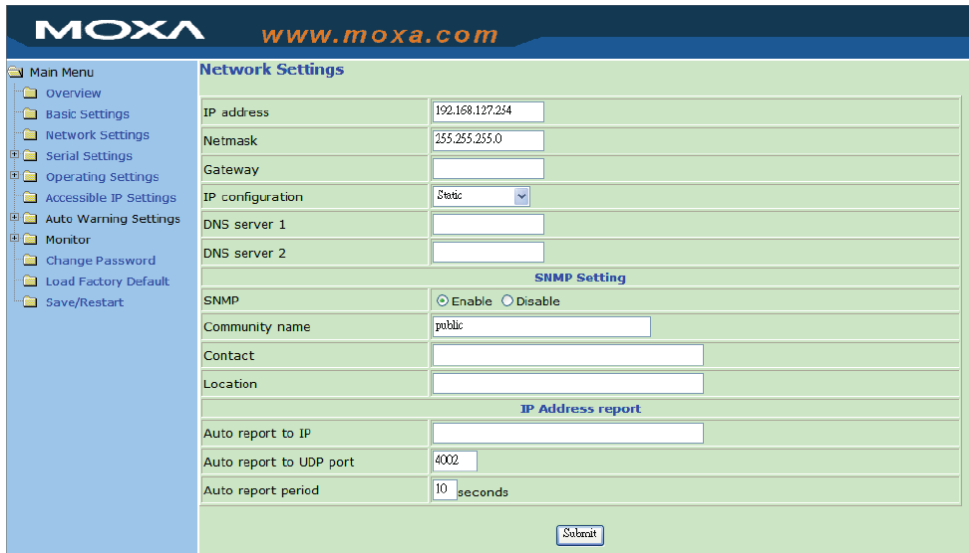 MOXA www.moxa.com
Main Menu
Overview
Basic Settings
Network Settings
Serial Settings
Operating Settings
Accessible IP Settings
Auto Warning Settings
Monitor
Change Password
Load Factory Default
Save/Restart
Network Settings
IP address 192.168.127.254
Netmask 255.255.255.0
Gateway
IP configuration Static
DNS server 1
DNS server 2
SNMP Setting
SNMP Enable Disable
Community name public
Contact
Location
IP Address report
Auto report to IP
Auto report to UDP port 4002
Auto report period 10 seconds
Submit